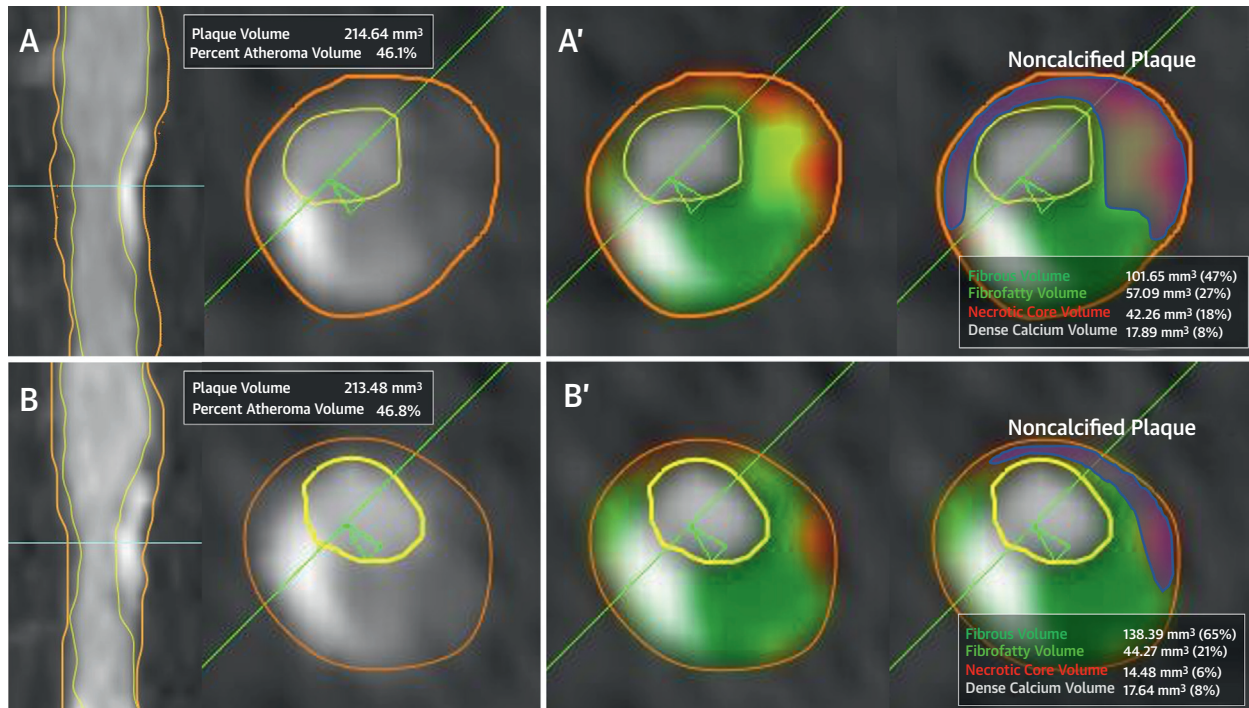 A
Plaque Volume 214.64 mm³
Percent Atheroma Volume 46.1%
A′
Noncalcified Plaque
Fibrous Volume 101.65 mm³ (47%)
Fibrofatty Volume 57.09 mm³ (27%)
Necrotic Core Volume 42.26 mm³ (18%)
Dense Calcium Volume 17.89 mm³ (8%)
B
Plaque Volume 213.48 mm³
Percent Atheroma Volume 46.8%
B′
Noncalcified Plaque
Fibrous Volume 138.39 mm³ (65%)
Fibrofatty Volume 44.27 mm³ (21%)
Necrotic Core Volume 14.48 mm³ (6%)
Dense Calcium Volume 17.64 mm³ (8%)